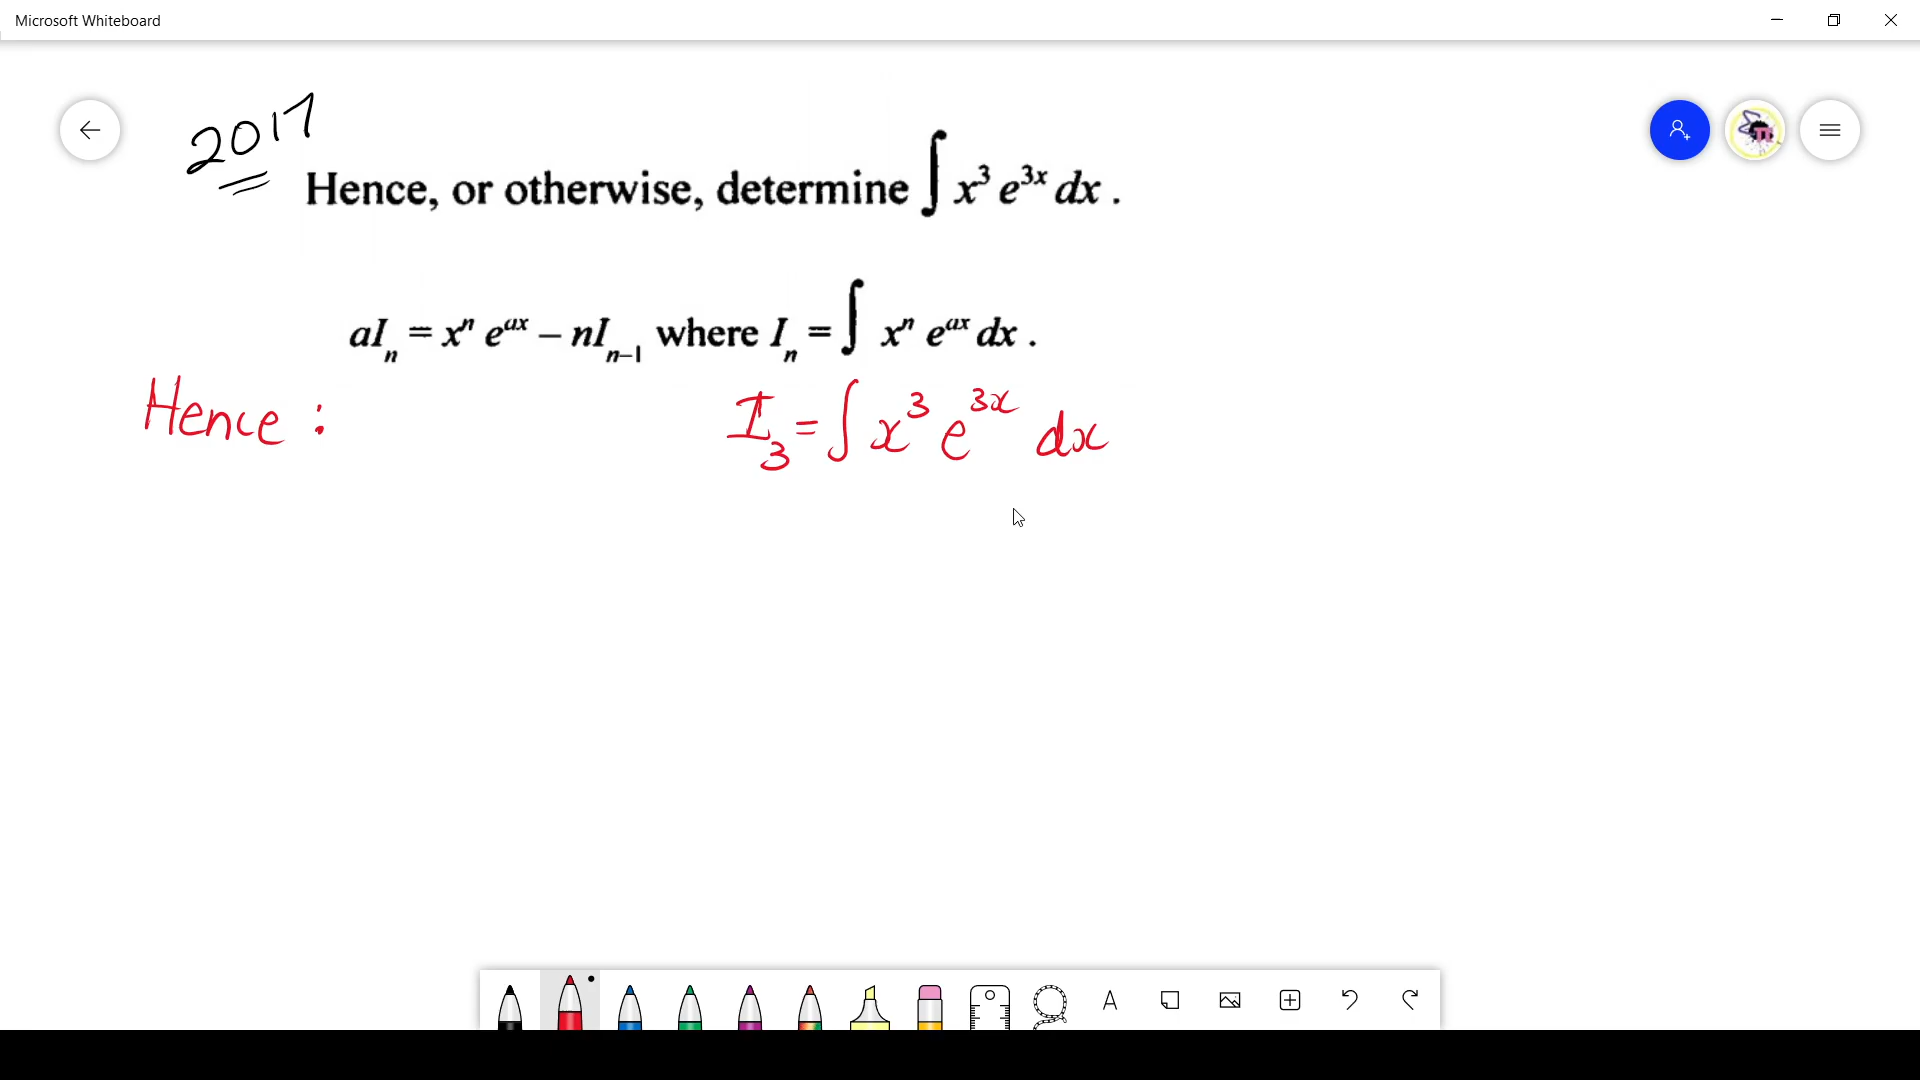 Microsoft Whiteboard
2017
Hence, or otherwise, determine ∫ x³ e³ˣ dx .
aIₙ = xⁿ eᵃˣ – nIₙ₋₁ where Iₙ = ∫ xⁿ eᵃˣ dx .
Hence : I₃ = ∫ x³ e³ˣ dx